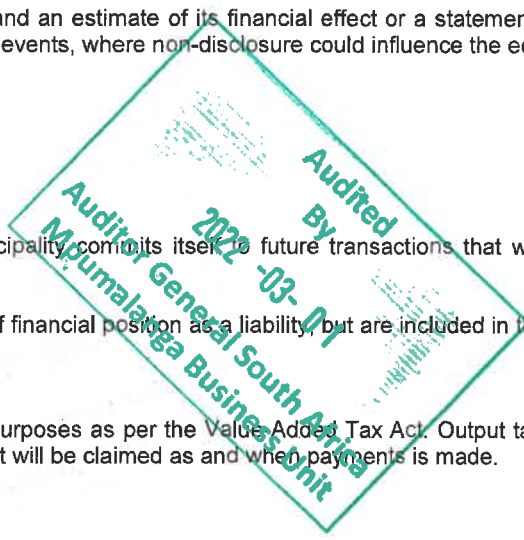 and an estimate of its financial effect or a statement
events, where non-disclosure could influence the ec
Audited
By
2022 -03- 01
Auditor General South Africa
Mpumalanga Business Unit
cipality commits itself to future transactions that w
f financial position as a liability, but are included in t
urposes as per the Value Added Tax Act. Output ta
t will be claimed as and when payments is made.